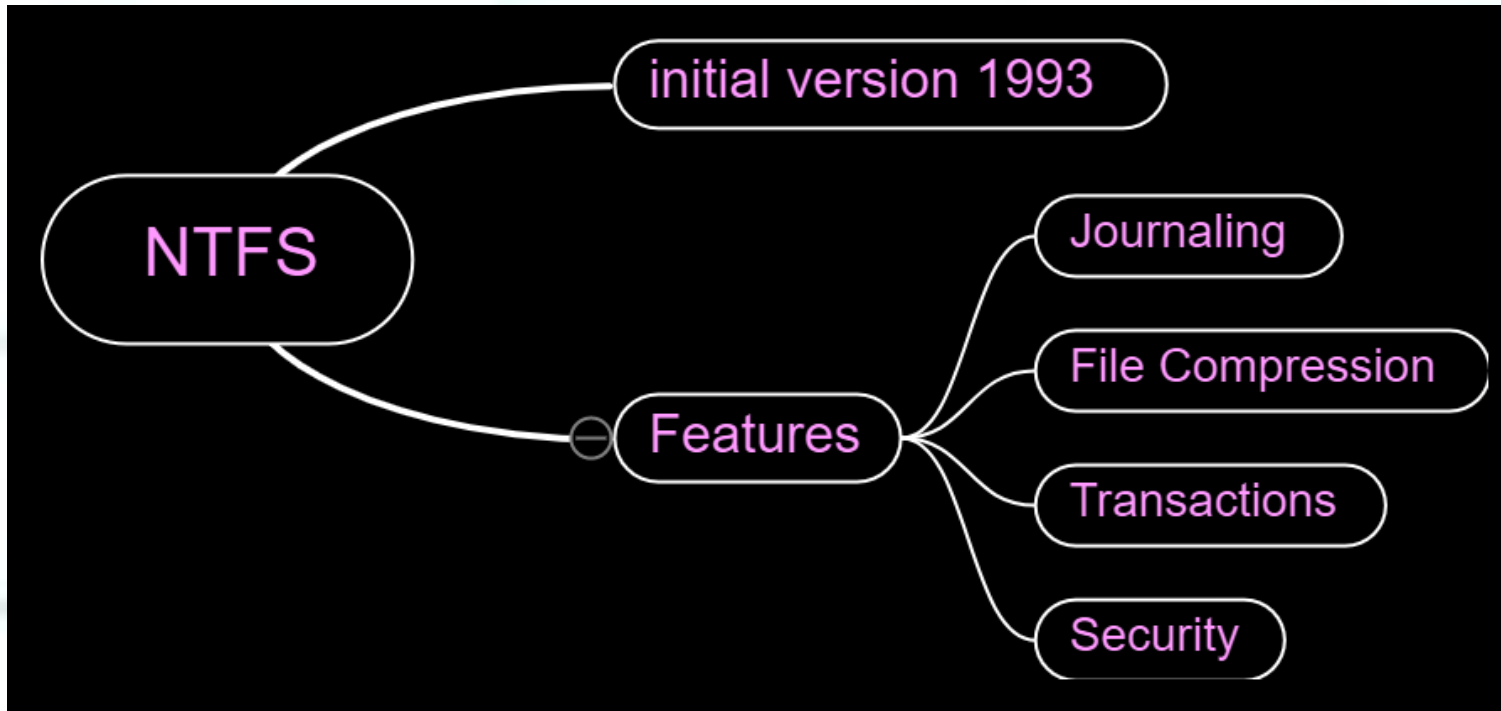 initial version 1993
NTFS
Journaling
File Compression
Features
Transactions
Security